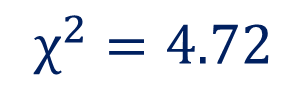 χ² = 4.72